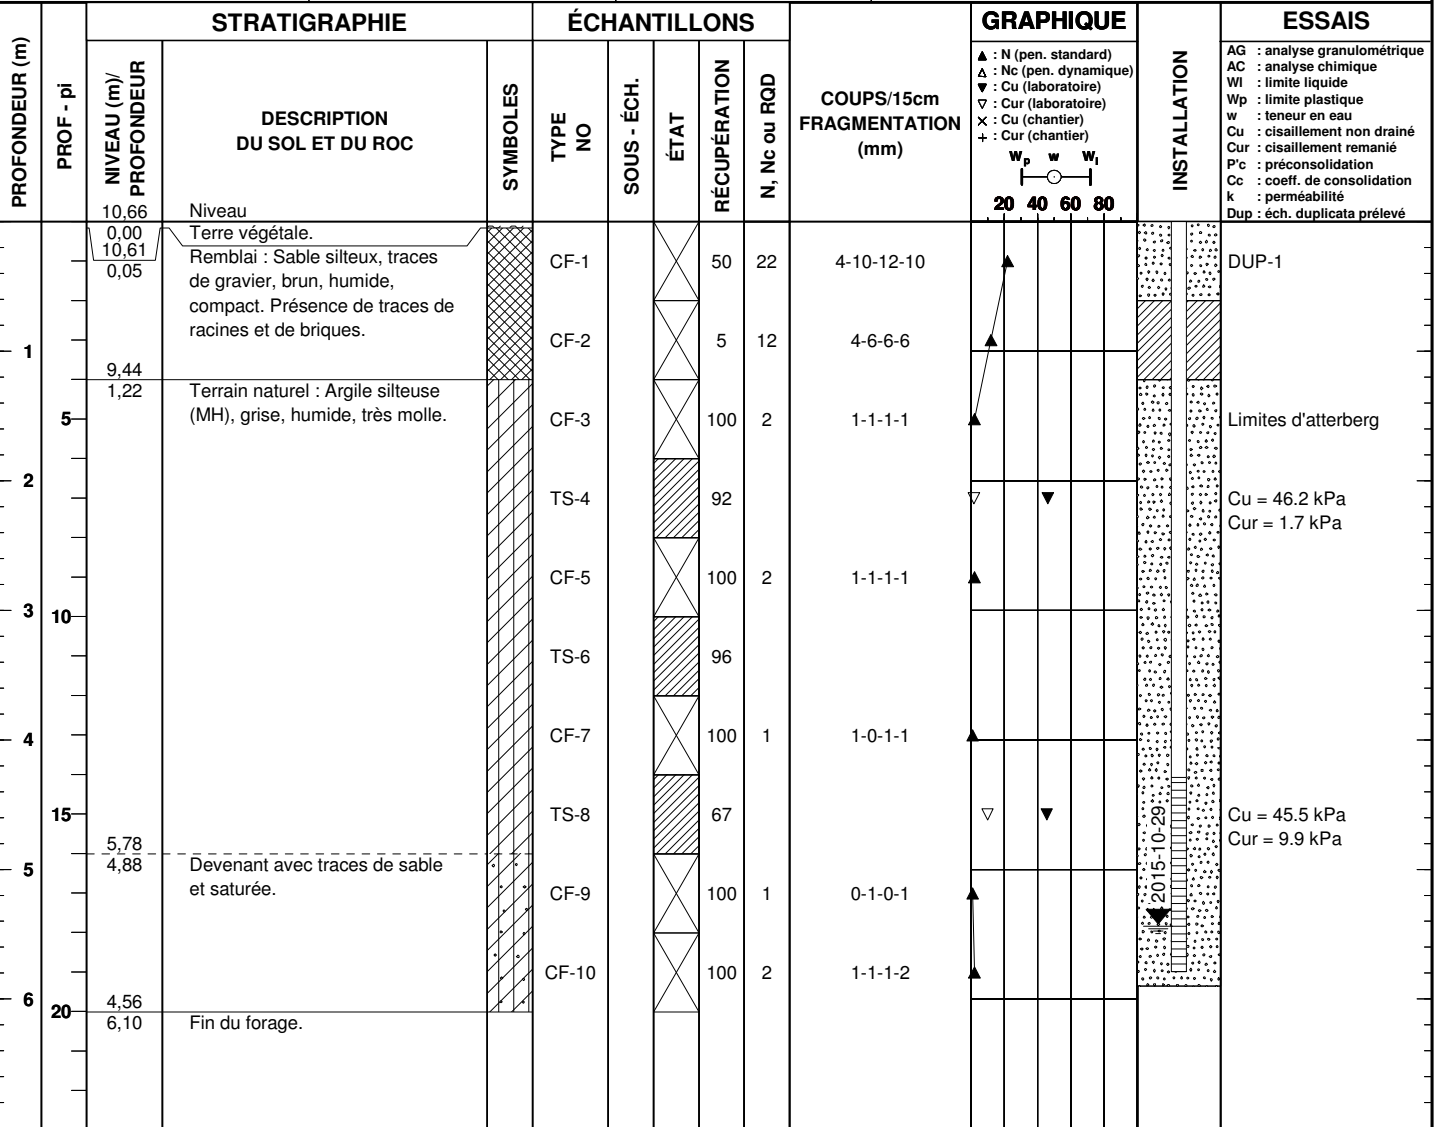 STRATIGRAPHIE
ÉCHANTILLONS
GRAPHIQUE
ESSAIS
PROFONDEUR (m)
PROF - pi
NIVEAU (m)/
PROFONDEUR
DESCRIPTION
DU SOL ET DU ROC
SYMBOLES
TYPE
NO
SOUS - ÉCH.
ÉTAT
RÉCUPÉRATION
N, Nc ou RQD
COUPS/15cm
FRAGMENTATION
(mm)
▲ : N (pen. standard)
△ : Nc (pen. dynamique)
▼ : Cu (laboratoire)
▽ : Cur (laboratoire)
× : Cu (chantier)
+ : Cur (chantier)
Wp w Wl
20 40 60 80
INSTALLATION
AG : analyse granulométrique
AC : analyse chimique
Wl : limite liquide
Wp : limite plastique
w : teneur en eau
Cu : cisaillement non drainé
Cur : cisaillement remanié
P'c : préconsolidation
Cc : coeff. de consolidation
k : perméabilité
Dup : éch. duplicata prélevé
10,66 Niveau
0,00 Terre végétale.
10,61 Remblai : Sable silteux, traces
0,05 de gravier, brun, humide,
compact. Présence de traces de
racines et de briques.
CF-1 50 22 4-10-12-10 DUP-1
CF-2 5 12 4-6-6-6
1
9,44
1,22 Terrain naturel : Argile silteuse
(MH), grise, humide, très molle.
5 CF-3 100 2 1-1-1-1 Limites d'atterberg
2
TS-4 92 Cu = 46.2 kPa
Cur = 1.7 kPa
CF-5 100 2 1-1-1-1
3
10
TS-6 96
CF-7 100 1 1-0-1-1
4
15 TS-8 67 Cu = 45.5 kPa
Cur = 9.9 kPa
2015-10-29
5,78
5
4,88 Devenant avec traces de sable
et saturée.
CF-9 100 1 0-1-0-1
CF-10 100 2 1-1-1-2
6
4,56
20
6,10 Fin du forage.